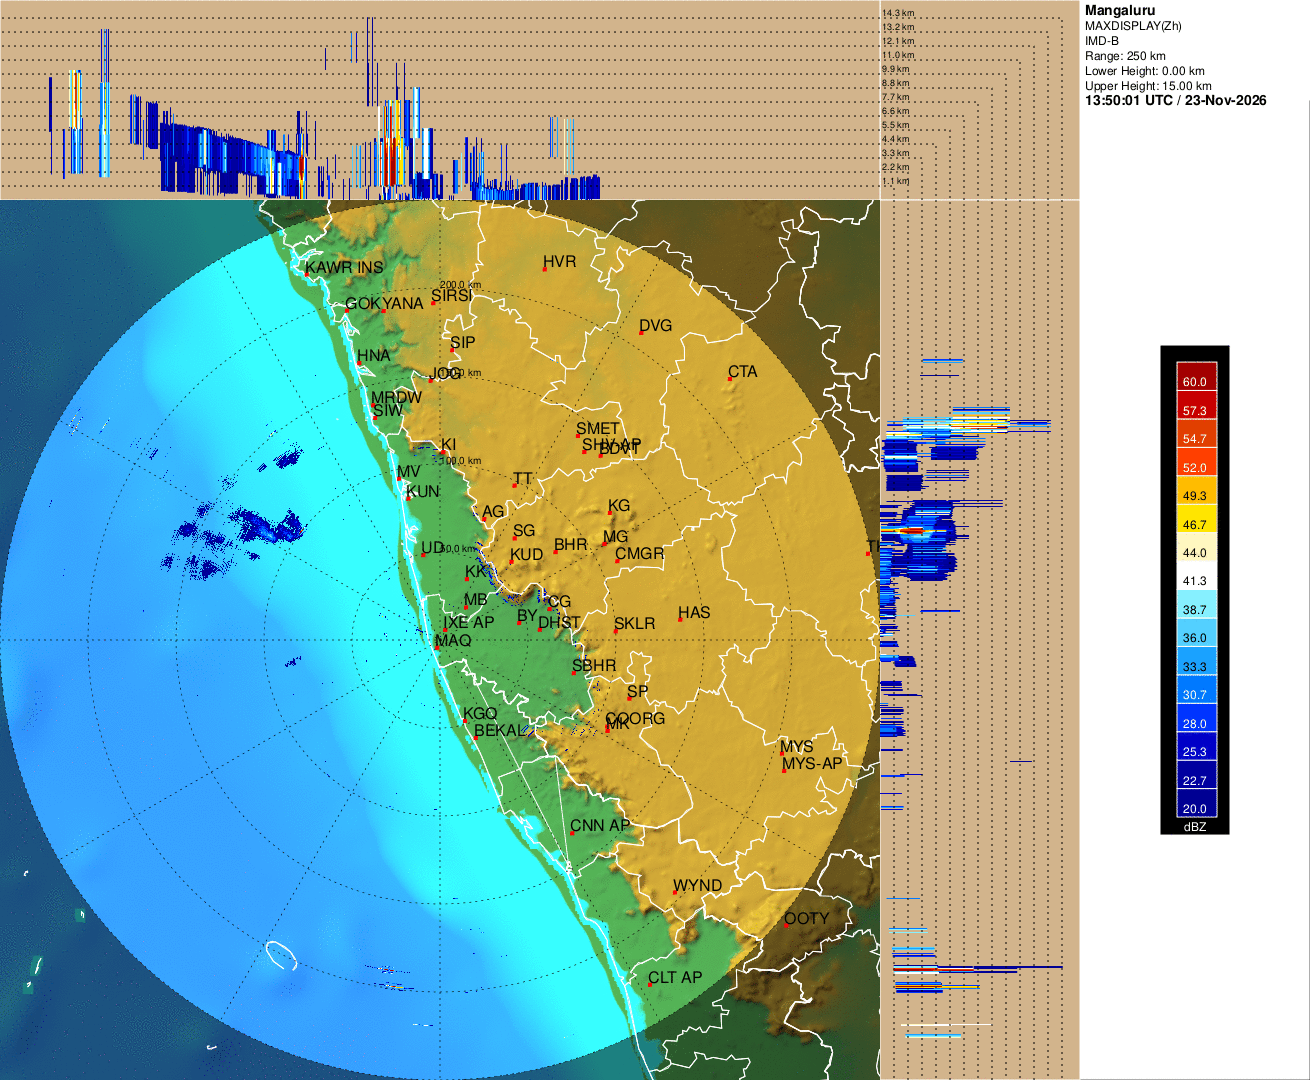 14.3 km
13.2 km
12.1 km
11.0 km
9.9 km
8.8 km
7.7 km
6.6 km
5.5 km
4.4 km
3.3 km
2.2 km
1.1 km
Mangaluru
MAXDISPLAY(Zh)
IMD-B
Range: 250 km
Lower Height: 0.00 km
Upper Height: 15.00 km
13:50:01 UTC / 23-Nov-2026
KAWR INS
HVR
200.0 km
SIRSI
GOKYANA
DVG
SIP
HNA
JOG
CTA
MRDW
SIW
SMET
KI
SHV-AP
BDVT
100.0 km
MV
TT
KUN
KG
AG
SG
MG
UD
50.0 km
BHR
KUD
CMGR
KK
MB
CG
HAS
BY
IXE AP
DHST
SKLR
MAQ
SBHR
SP
KGQ
COORG
MK
BEKAL
MYS
MYS-AP
CNN AP
WYND
OOTY
CLT AP
60.0
57.3
54.7
52.0
49.3
46.7
44.0
41.3
38.7
36.0
33.3
30.7
28.0
25.3
22.7
20.0
dBZ